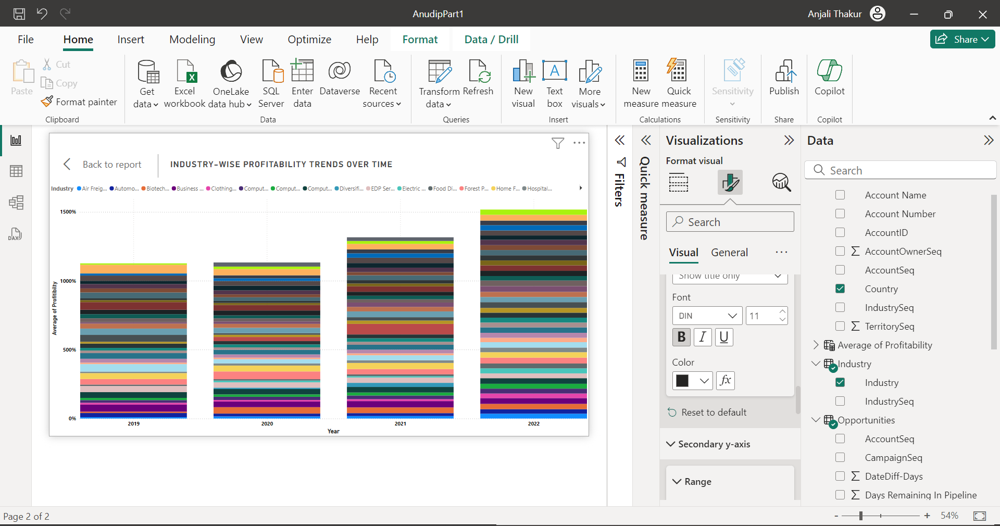 AnudipPart1
Anjali Thakur
File Home Insert Modeling View Optimize Help Format Data / Drill
Share
Paste
Cut
Copy
Format painter
Clipboard
Get data
Excel workbook
OneLake data hub
SQL Server
Enter data
Dataverse
Recent sources
Data
Transform data
Refresh
Queries
New visual
Text box
More visuals
Insert
New measure
Quick measure
Calculations
Sensitivity
Sensitivity
Publish
Share
Copilot
Copilot
DAX
Back to report
INDUSTRY-WISE PROFITABILITY TRENDS OVER TIME
Industry Air Freig... Automo... Biotech... Business ... Clothing... Comput... Comput... Comput... Diversifi... EDP Ser... Electric ... Food Di... Forest P... Home F... Hospital...
1500%
1000%
500%
0%
Average of Profitibilty
2019 2020 2021 2022
Year
Filters
Quick measure
Visualizations
Format visual
Search
Visual General
Show title only
Font
DIN 11
B I U
Color
fx
Reset to default
Secondary y-axis
Range
Data
Search
Account Name
Account Number
AccountID
AccountOwnerSeq
AccountSeq
Country
IndustrySeq
TerritorySeq
Average of Profitability
Industry
Industry
IndustrySeq
Opportunities
AccountSeq
CampaignSeq
DateDiff-Days
Days Remaining In Pipeline
Page 2 of 2
- + 54%